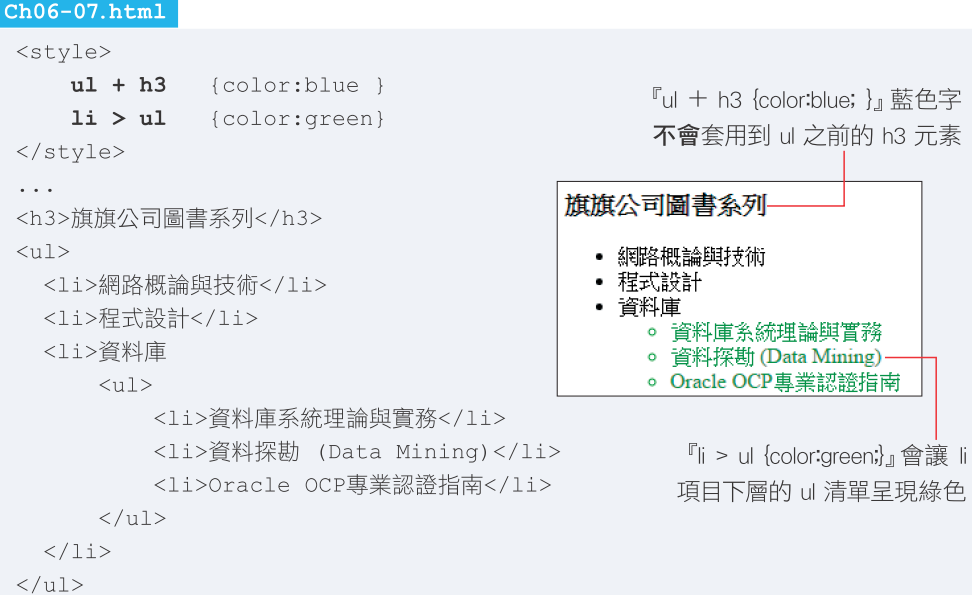 Ch06-07.html
<style>
ul + h3 {color:blue }
li > ul {color:green}
</style>
...
<h3>旗旗公司圖書系列</h3>
<ul>
<li>網路概論與技術</li>
<li>程式設計</li>
<li>資料庫
<ul>
<li>資料庫系統理論與實務</li>
<li>資料探勘 (Data Mining)</li>
<li>Oracle OCP專業認證指南</li>
</ul>
</li>
</ul>
『ul + h3 {color:blue; }』藍色字
不會套用到 ul 之前的 h3 元素
旗旗公司圖書系列
• 網路概論與技術
• 程式設計
• 資料庫
◦ 資料庫系統理論與實務
◦ 資料探勘 (Data Mining)
◦ Oracle OCP專業認證指南
『li > ul {color:green;}』會讓 li
項目下層的 ul 清單呈現綠色